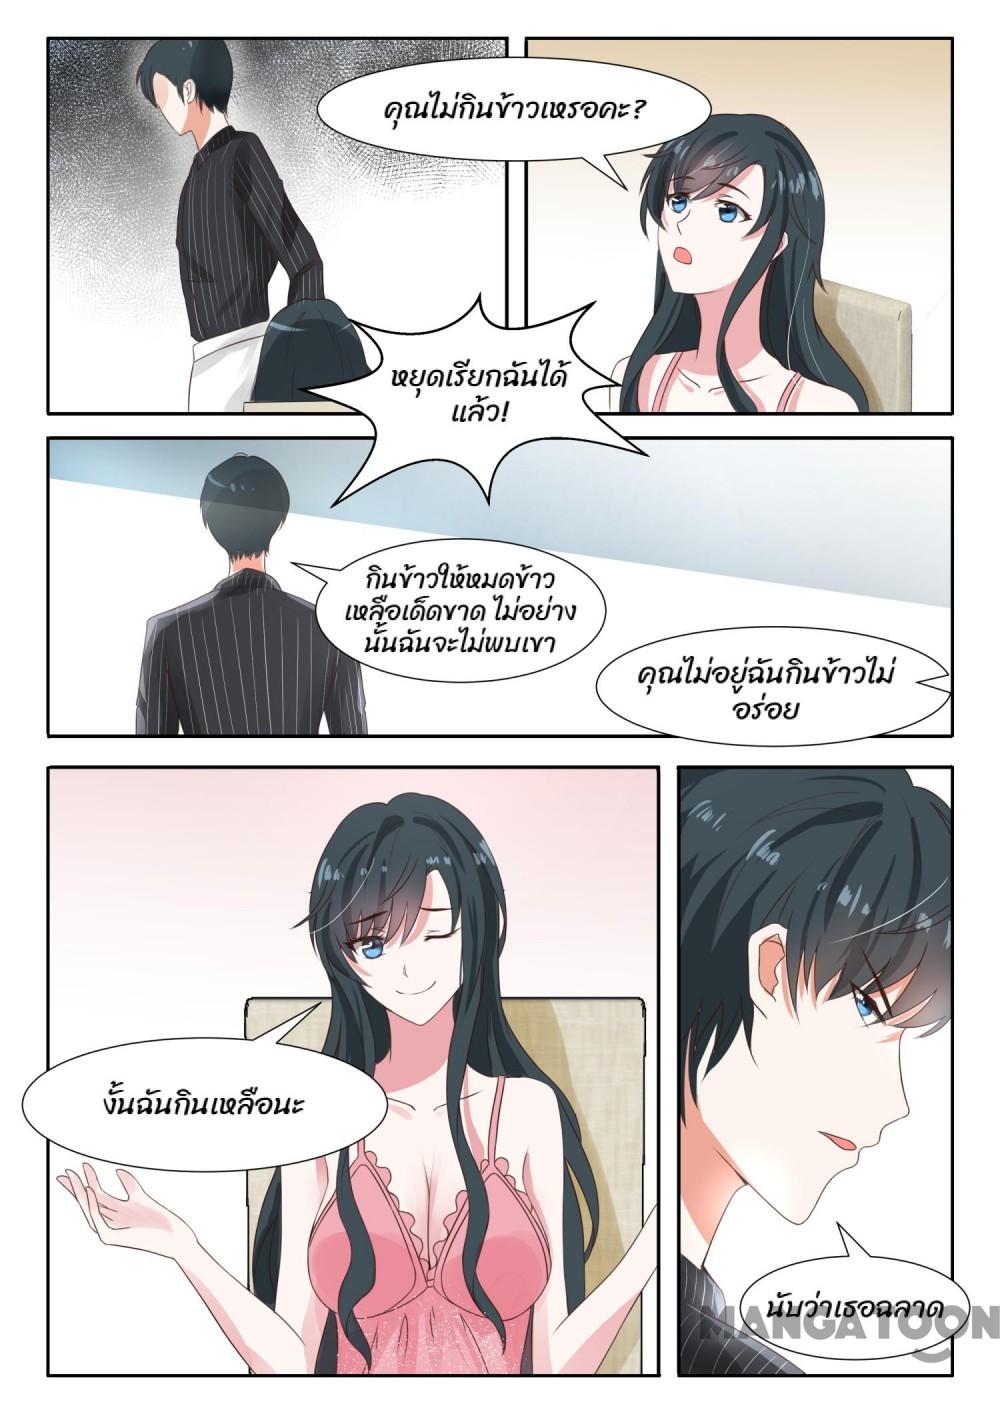 คุณไม่กินข้าวเหรอคะ?
หยุดเรียกฉันได้
แล้ว!
กินข้าวให้หมดข้าว
เหลือเด็ดขาด ไม่อย่าง
นั้นฉันจะไม่พบเขา
คุณไม่อยู่ฉันกินข้าวไม่
อร่อย
งั้นฉันกินเหลือนะ
นับว่าเธอฉลาด
MANGATOON